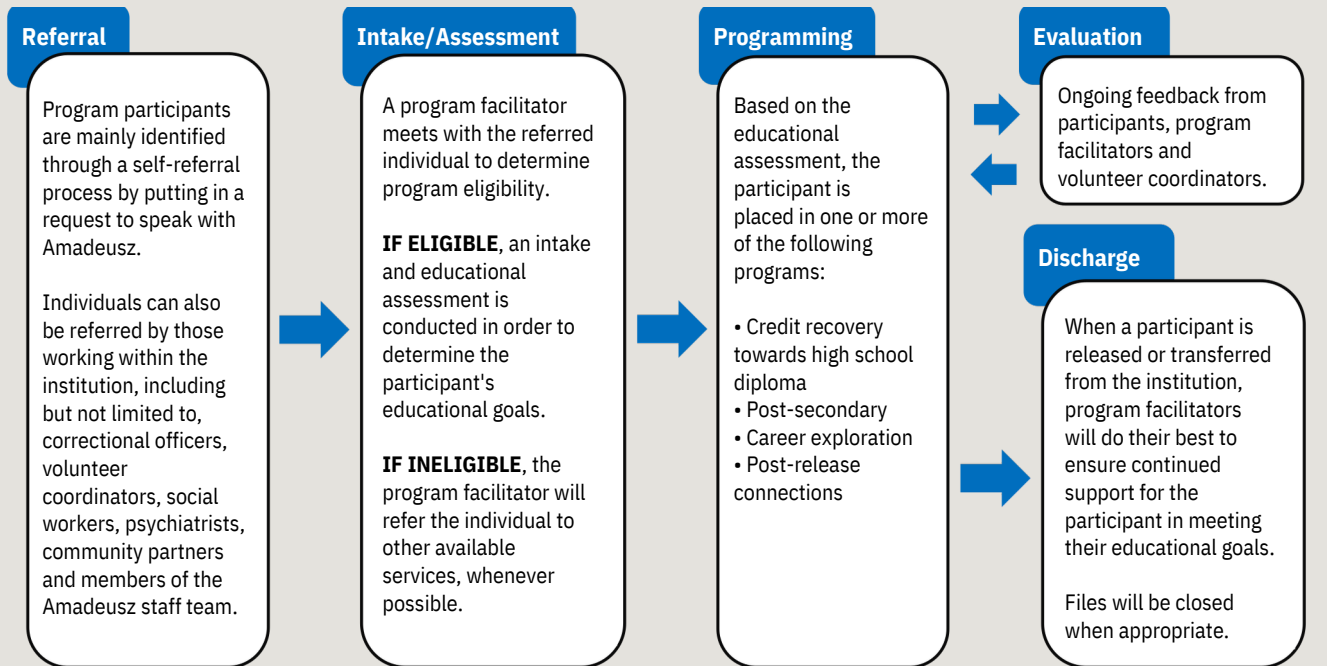 Referral
Program participants
are mainly identified
through a self-referral
process by putting in a
request to speak with
Amadeusz.
Individuals can also
be referred by those
working within the
institution, including
but not limited to,
correctional officers,
volunteer
coordinators, social
workers, psychiatrists,
community partners
and members of the
Amadeusz staff team.
Intake/Assessment
A program facilitator
meets with the referred
individual to determine
program eligibility.
IF ELIGIBLE, an intake
and educational
assessment is
conducted in order to
determine the
participant's
educational goals.
IF INELIGIBLE, the
program facilitator will
refer the individual to
other available
services, whenever
possible.
Programming
Based on the
educational
assessment, the
participant is
placed in one or more
of the following
programs:
• Credit recovery
towards high school
diploma
• Post-secondary
• Career exploration
• Post-release
connections
Evaluation
Ongoing feedback from
participants, program
facilitators and
volunteer coordinators.
Discharge
When a participant is
released or transferred
from the institution,
program facilitators
will do their best to
ensure continued
support for the
participant in meeting
their educational goals.
Files will be closed
when appropriate.